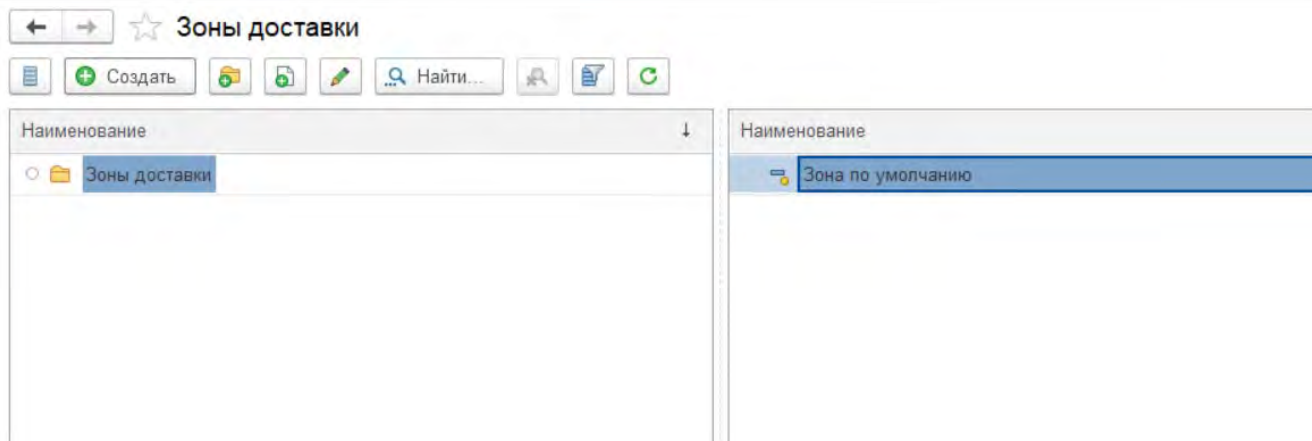 Зоны доставки
Создать Найти...
Наименование ↓ Наименование
Зоны доставки Зона по умолчанию